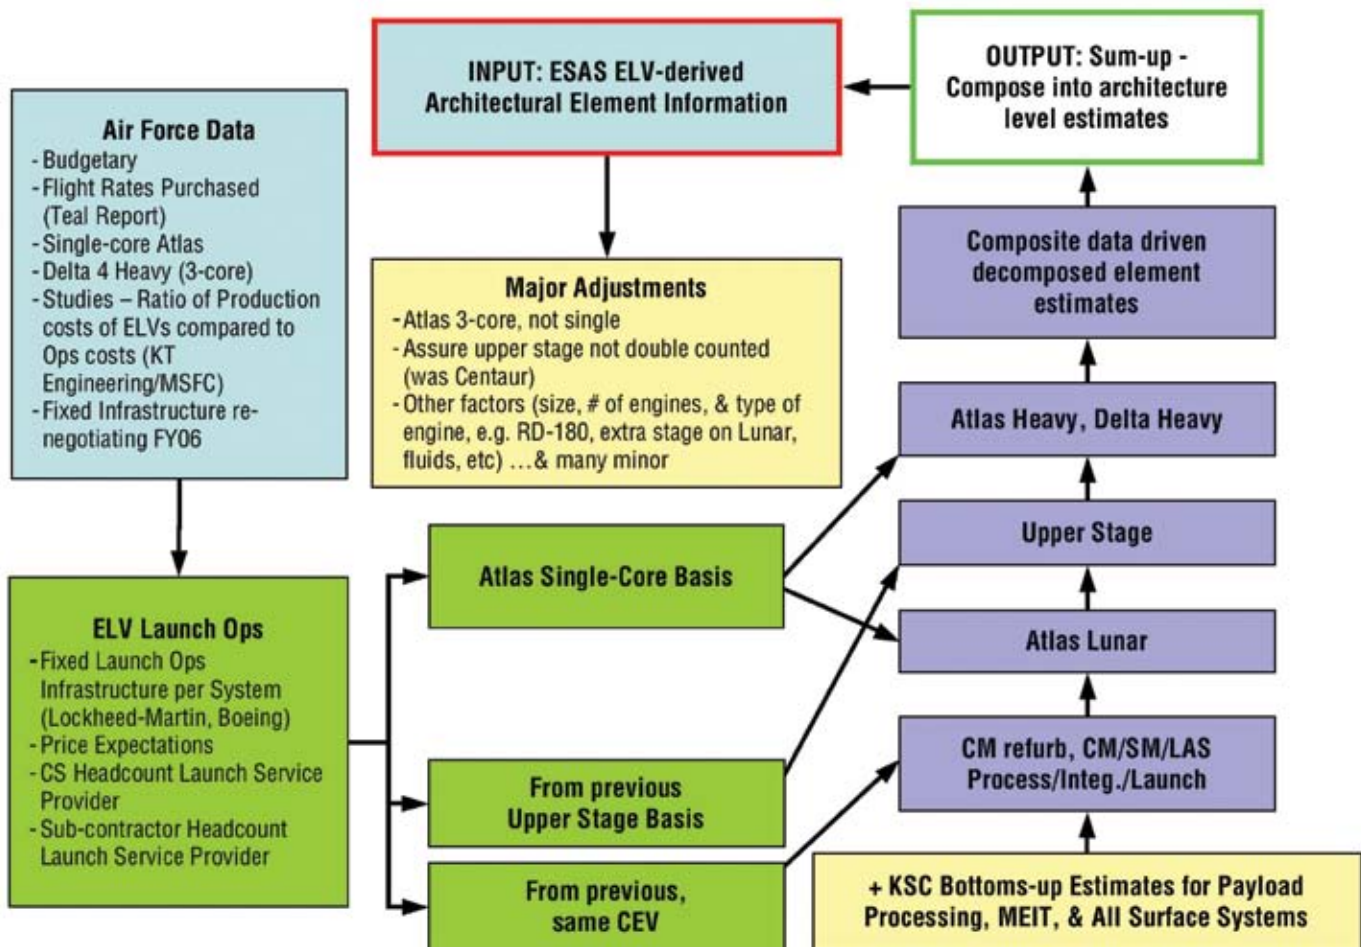 INPUT: ESAS ELV-derived
Architectural Element Information
OUTPUT: Sum-up -
Compose into architecture
level estimates
Air Force Data
- Budgetary
- Flight Rates Purchased
(Teal Report)
- Single-core Atlas
- Delta 4 Heavy (3-core)
- Studies – Ratio of Production
costs of ELVs compared to
Ops costs (KT
Engineering/MSFC)
- Fixed Infrastructure re-
negotiating FY06
Major Adjustments
- Atlas 3-core, not single
- Assure upper stage not double counted
(was Centaur)
- Other factors (size, # of engines, & type of
engine, e.g. RD-180, extra stage on Lunar,
fluids, etc) …& many minor
Composite data driven
decomposed element
estimates
Atlas Heavy, Delta Heavy
Upper Stage
Atlas Lunar
CM refurb, CM/SM/LAS
Process/Integ./Launch
+ KSC Bottoms-up Estimates for Payload
Processing, MEIT, & All Surface Systems
ELV Launch Ops
- Fixed Launch Ops
Infrastructure per System
(Lockheed-Martin, Boeing)
- Price Expectations
- CS Headcount Launch Service
Provider
- Sub-contractor Headcount
Launch Service Provider
Atlas Single-Core Basis
From previous
Upper Stage Basis
From previous,
same CEV